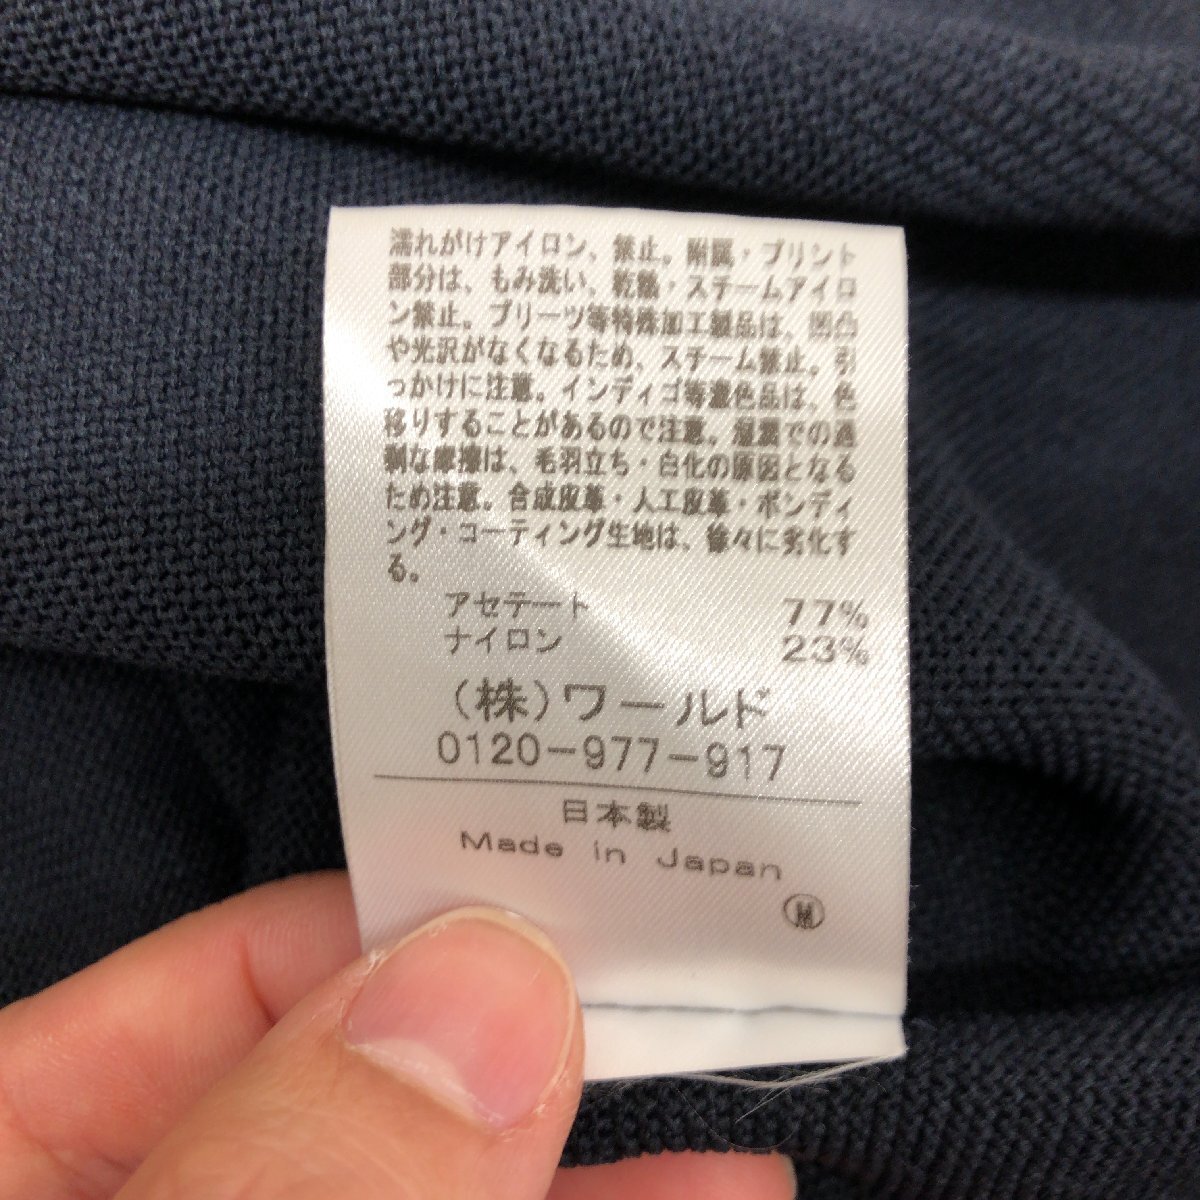 濡れがけアイロン、禁止。附属・プリント
部分は、もみ洗い、乾熱・スチームアイロ
ン禁止。プリーツ等特殊加工製品は、凹凸
や光沢がなくなるため、スチーム禁止。引
っかけに注意。インディゴ等濃色品は、色
移りすることがあるので注意。湿潤での過
剰な摩擦は、毛羽立ち・白化の原因となる
ため注意。合成皮革・人工皮革・ボンディ
ング・コーティング生地は、徐々に劣化す
る。
アセテート 77%
ナイロン 23%
(株)ワールド
0120-977-917
日本製
Made in Japan
Ⓜ